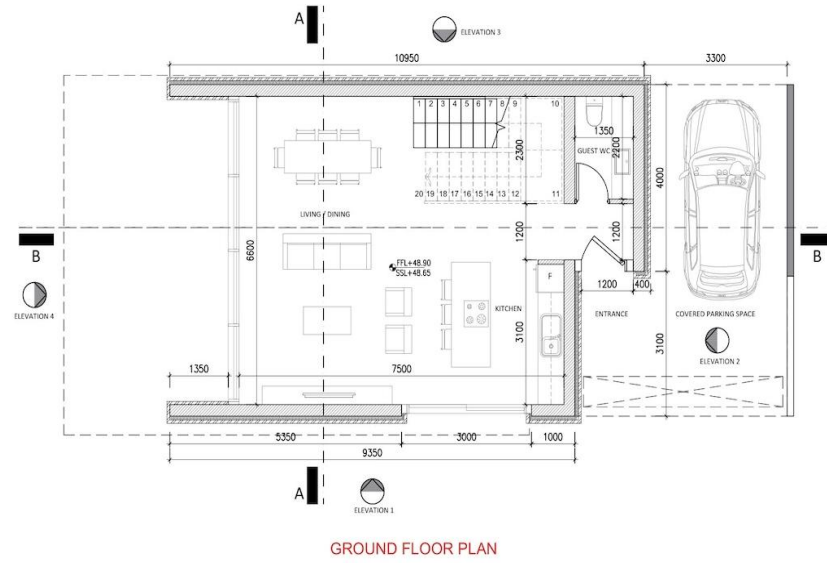 A
ELEVATION 3
10950
3300
1 2 3 4 5 6 7 8 9 10
1350
2300
GUEST WC
2200
4000
20 19 18 17 16 15 14 13 12 11
LIVING / DINING
B
6600
1200
1200
B
FFL+48.90
SSL+48.65
F
ELEVATION 4
1200
400
KITCHEN
ENTRANCE
COVERED PARKING SPACE
3100
3100
ELEVATION 2
1350
7500
5350
3000
1000
9350
A
ELEVATION 1
GROUND FLOOR PLAN